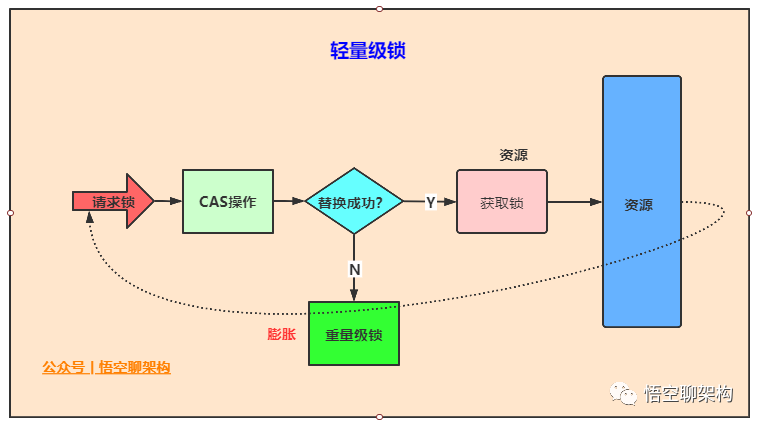 轻量级锁
资源
请求锁
CAS操作
替换成功?
Y
获取锁
资源
N
膨胀
重量级锁
公众号 | 悟空聊架构
悟空聊架构